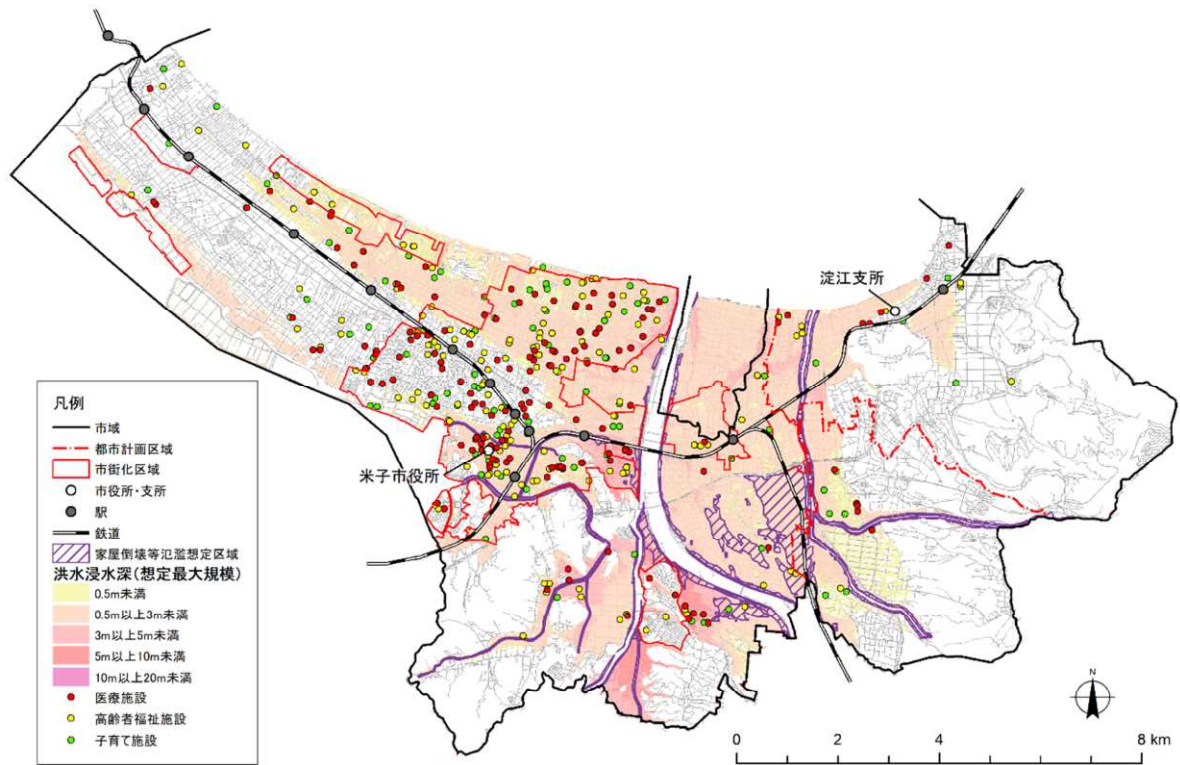 淀江支所
米子市役所
凡例
市域
都市計画区域
市街化区域
市役所・支所
駅
鉄道
家屋倒壊等氾濫想定区域
洪水浸水深(想定最大規模)
0.5m未満
0.5m以上3m未満
3m以上5m未満
5m以上10m未満
10m以上20m未満
医療施設
高齢者福祉施設
子育て施設
N
0 2 4 8 km